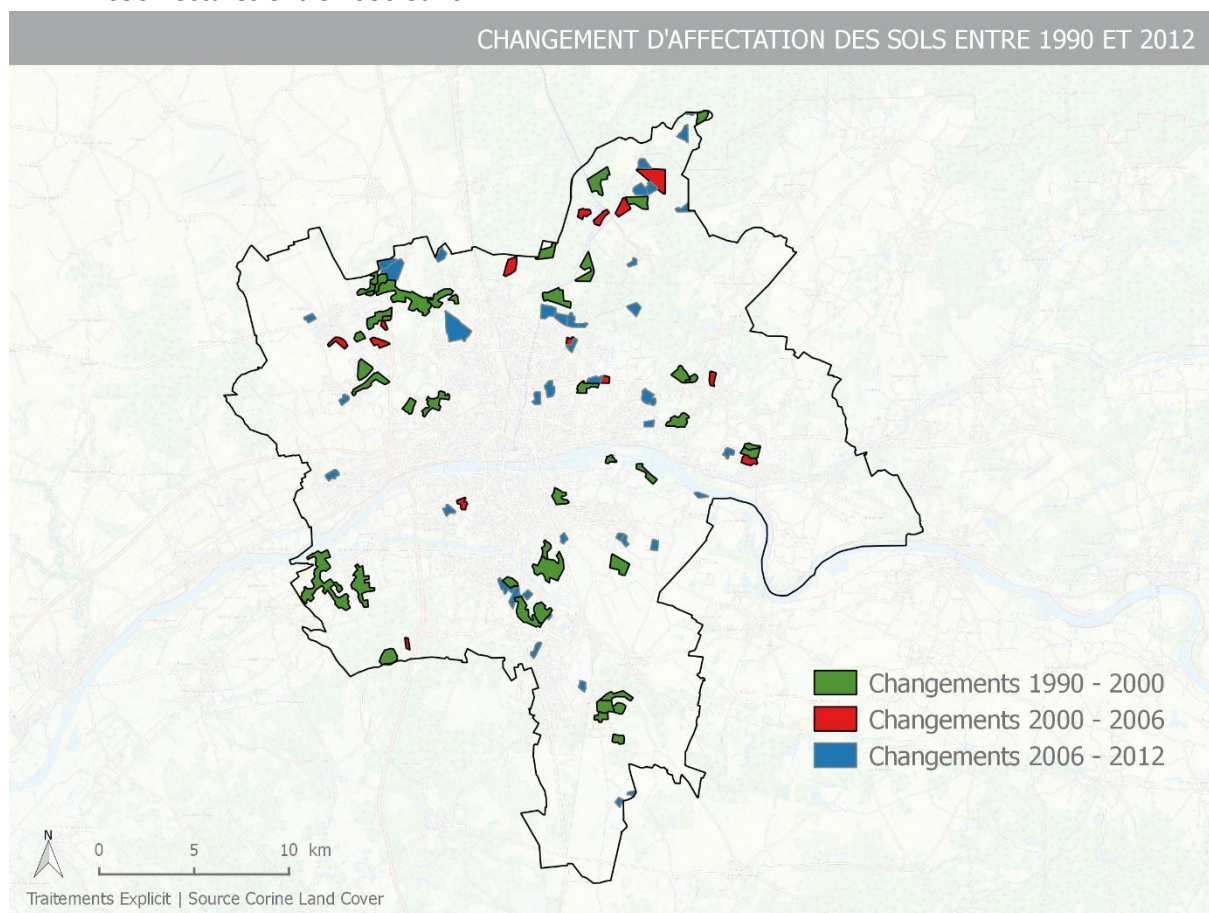 CHANGEMENT D'AFFECTATION DES SOLS ENTRE 1990 ET 2012
Changements 1990 - 2000
Changements 2000 - 2006
Changements 2006 - 2012
N
0 5 10 km
Traitements Explicit | Source Corine Land Cover